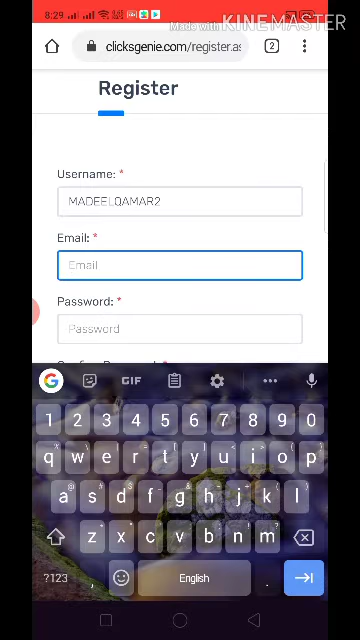 8:29
Made with KINEMASTER
clicksgenie.com/register.as
2
Register
Username: *
MADEELQAMAR2
Email: *
Email
Password: *
Password
G GIF
1 2 3 4 5 6 7 8 9 0
q w e r t y u i o p
a s d f g h j k l
z x c v b n m
?123 , English .